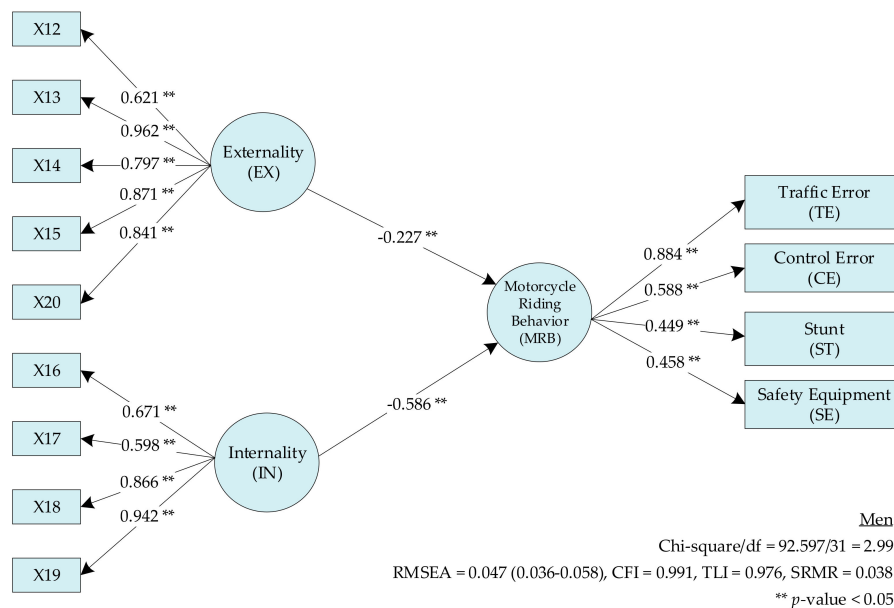 X12
X13
X14
X15
X20
X16
X17
X18
X19
0.621 **
0.962 **
0.797 **
0.871 **
0.841 **
0.671 **
0.598 **
0.866 **
0.942 **
Externality
(EX)
Internality
(IN)
-0.227 **
-0.586 **
Motorcycle
Riding
Behavior
(MRB)
0.884 **
0.588 **
0.449 **
0.458 **
Traffic Error
(TE)
Control Error
(CE)
Stunt
(ST)
Safety Equipment
(SE)
Men
Chi-square/df = 92.597/31 = 2.99
RMSEA = 0.047 (0.036-0.058), CFI = 0.991, TLI = 0.976, SRMR = 0.038
** p-value < 0.05